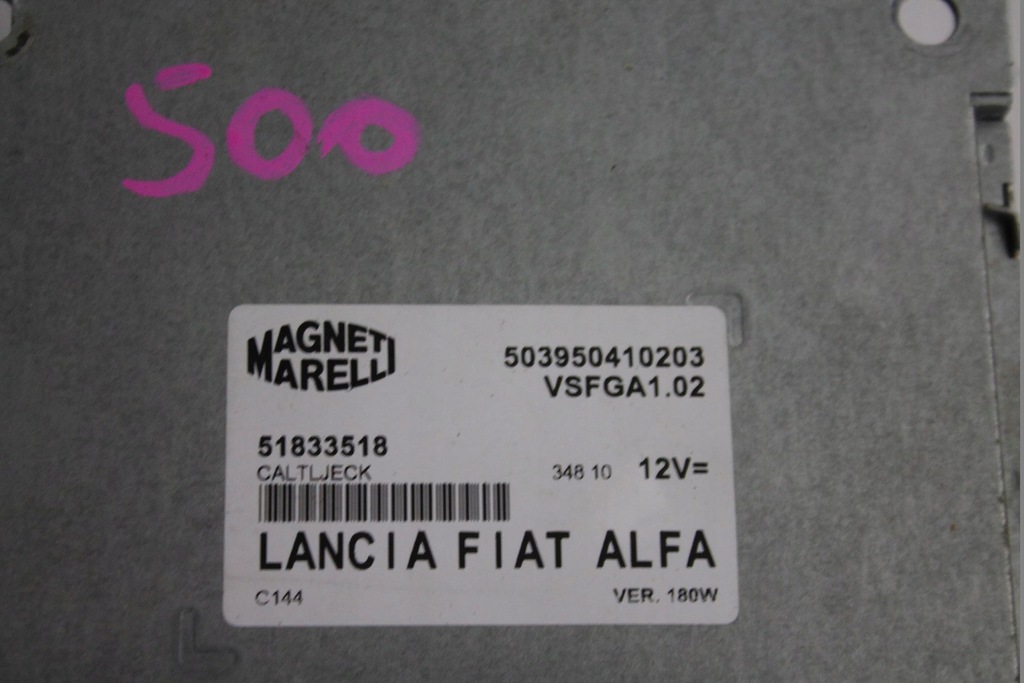 500
MAGNETI
MARELLI
503950410203
VSFGA1.02
51833518
CALTLJECK
348 10 12V=
LANCIA FIAT ALFA
C144 VER. 180W